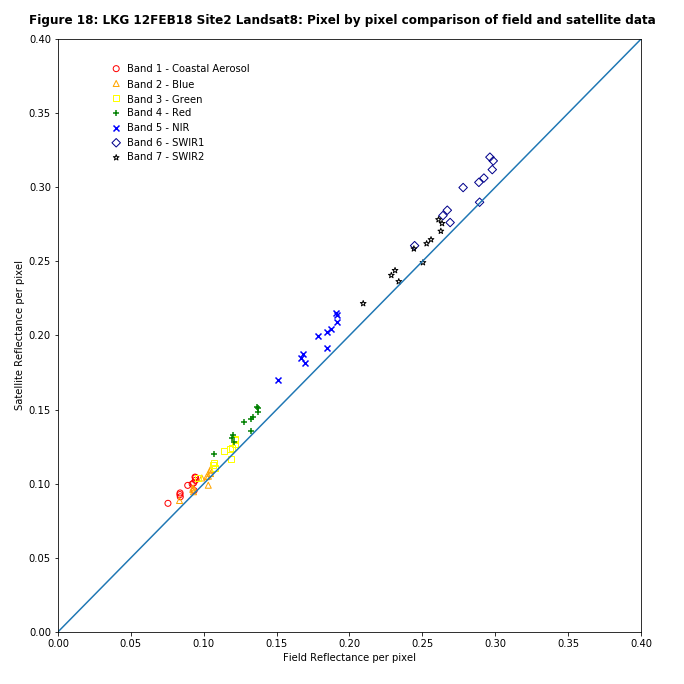 Figure 18: LKG 12FEB18 Site2 Landsat8: Pixel by pixel comparison of field and satellite data
0.40
0.35
0.30
0.25
0.20
0.15
0.10
0.05
0.00
Satellite Reflectance per pixel
Band 1 - Coastal Aerosol
Band 2 - Blue
Band 3 - Green
Band 4 - Red
Band 5 - NIR
Band 6 - SWIR1
Band 7 - SWIR2
0.00 0.05 0.10 0.15 0.20 0.25 0.30 0.35 0.40
Field Reflectance per pixel